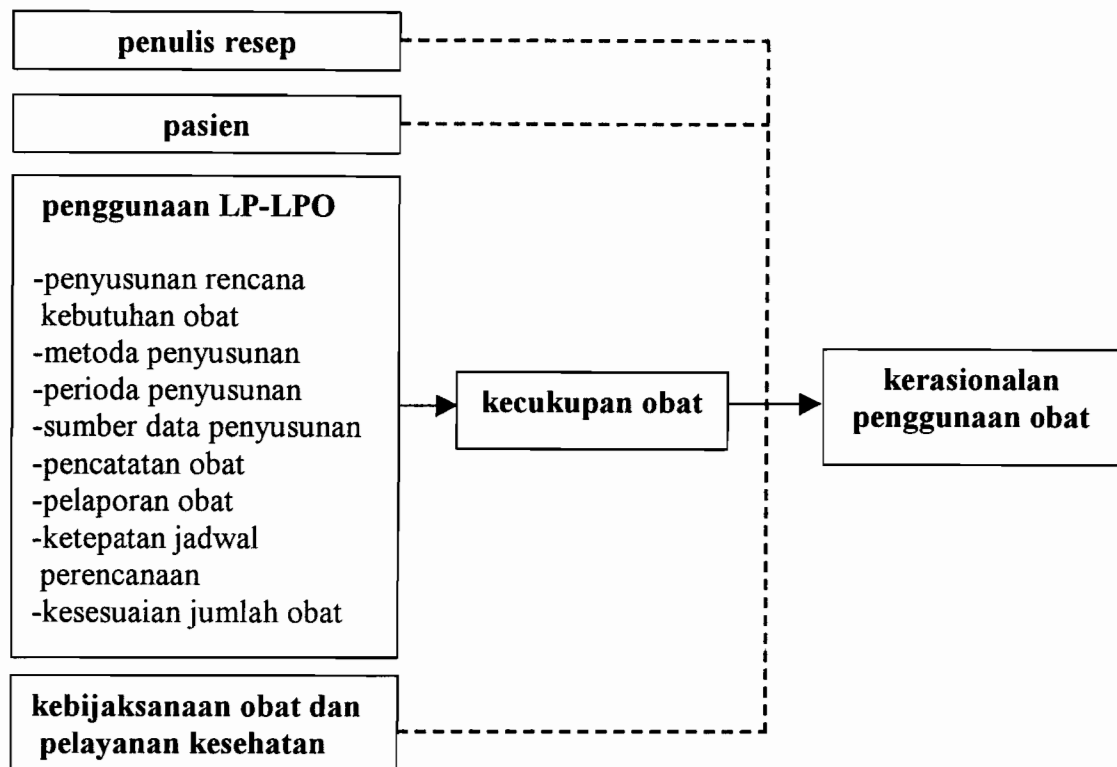 penulis resep
pasien
penggunaan LP-LPO
-penyusunan rencana
kebutuhan obat
-metoda penyusunan
-perioda penyusunan
-sumber data penyusunan
-pencatatan obat
-pelaporan obat
-ketepatan jadwal
perencanaan
-kesesuaian jumlah obat
kecukupan obat
kerasionalan
penggunaan obat
kebijaksanaan obat dan
pelayanan kesehatan